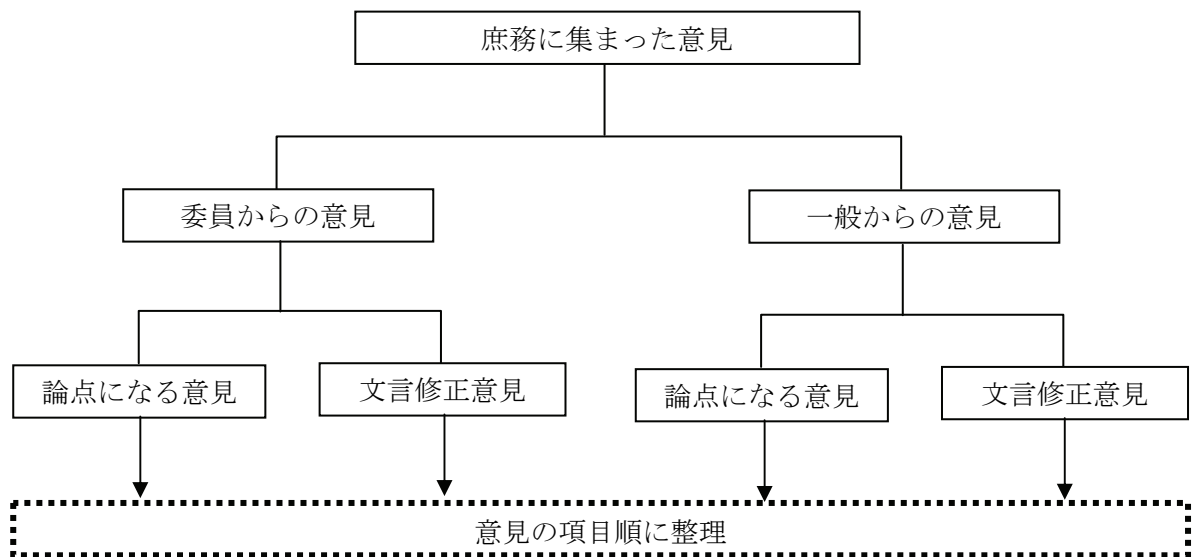 庶務に集まった意見
委員からの意見
一般からの意見
論点になる意見
文言修正意見
論点になる意見
文言修正意見
意見の項目順に整理